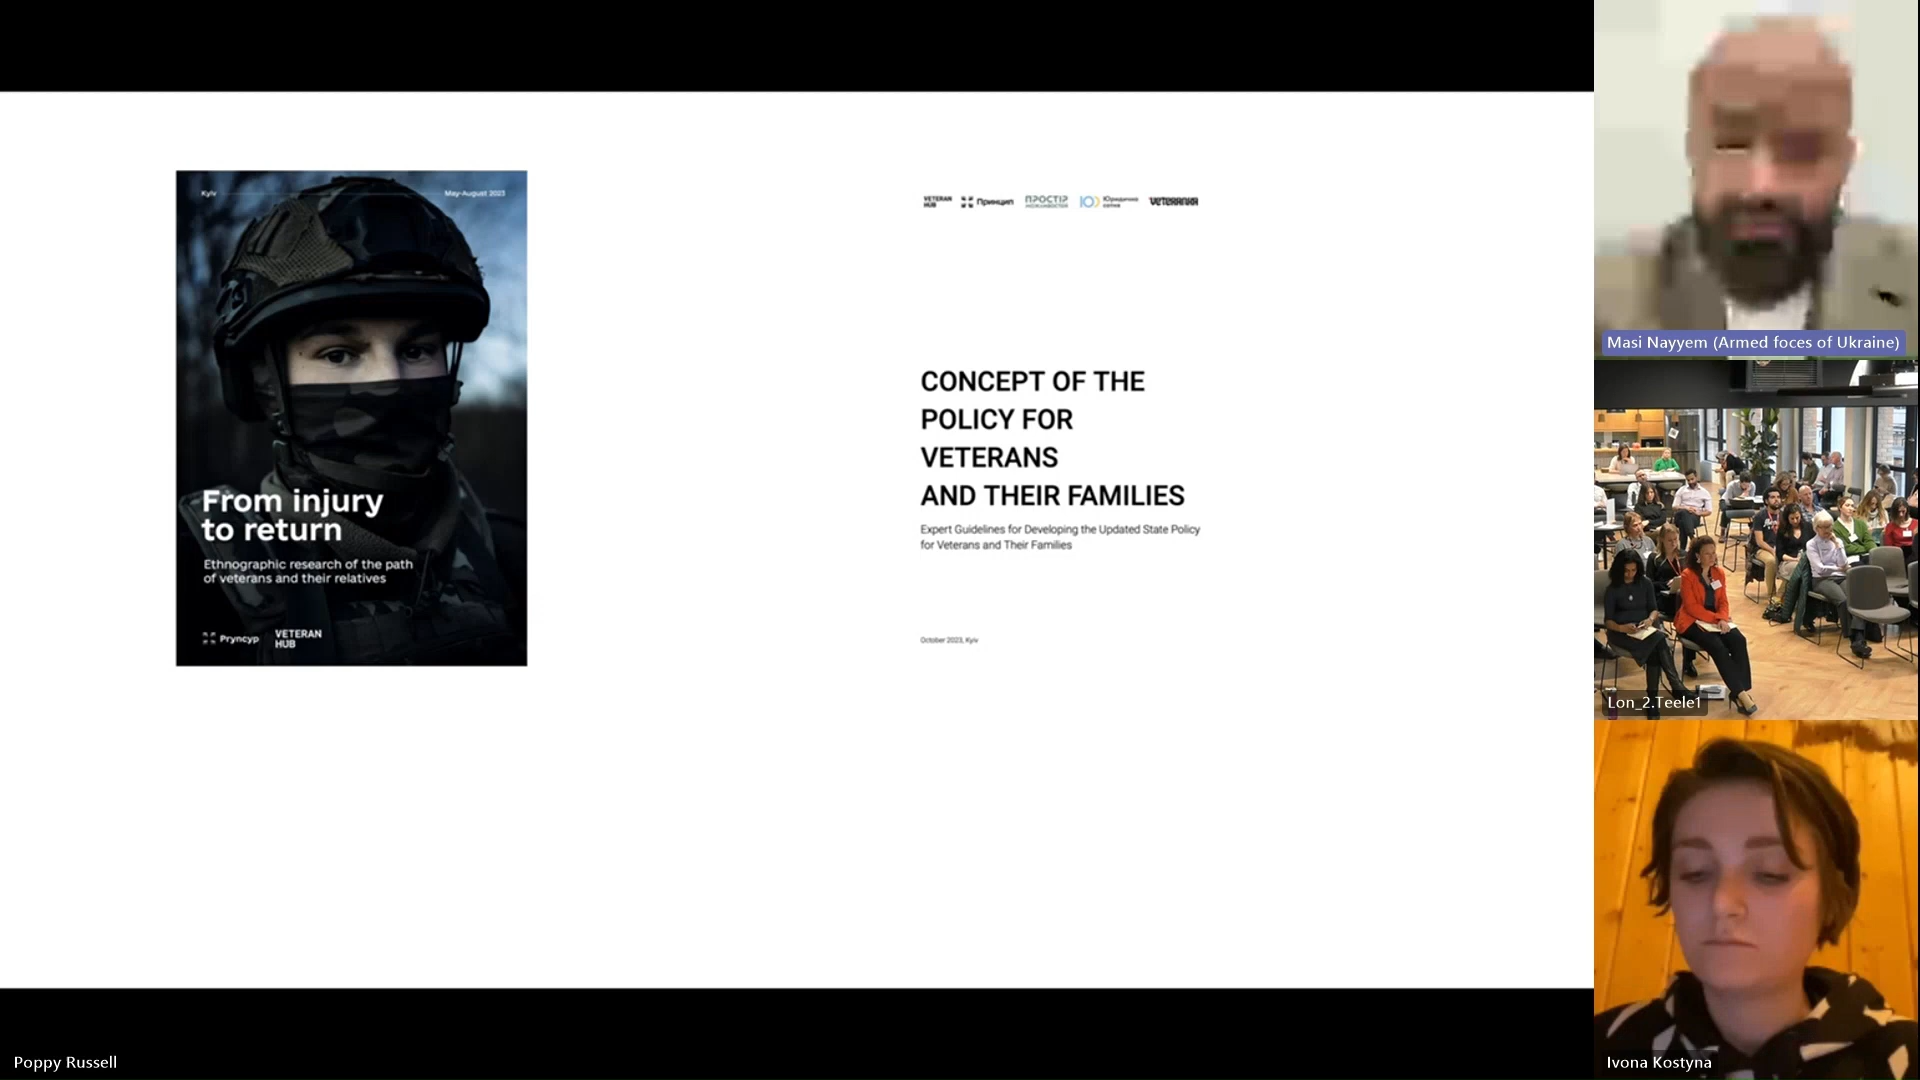 Kyiv
May-August 2023
From injury
to return
Ethnographic research of the path
of veterans and their relatives
Pryncyp
VETERAN
HUB
VETERAN
HUB
Принцип
ПРОСТІР
МОЖЛИВОСТЕЙ
Юридична
сотня
VETERANKA
CONCEPT OF THE
POLICY FOR
VETERANS
AND THEIR FAMILIES
Expert Guidelines for Developing the Updated State Policy
for Veterans and Their Families
October 2023, Kyiv
Masi Nayyem (Armed foces of Ukraine)
Lon_2.Teele1
Ivona Kostyna
Poppy Russell